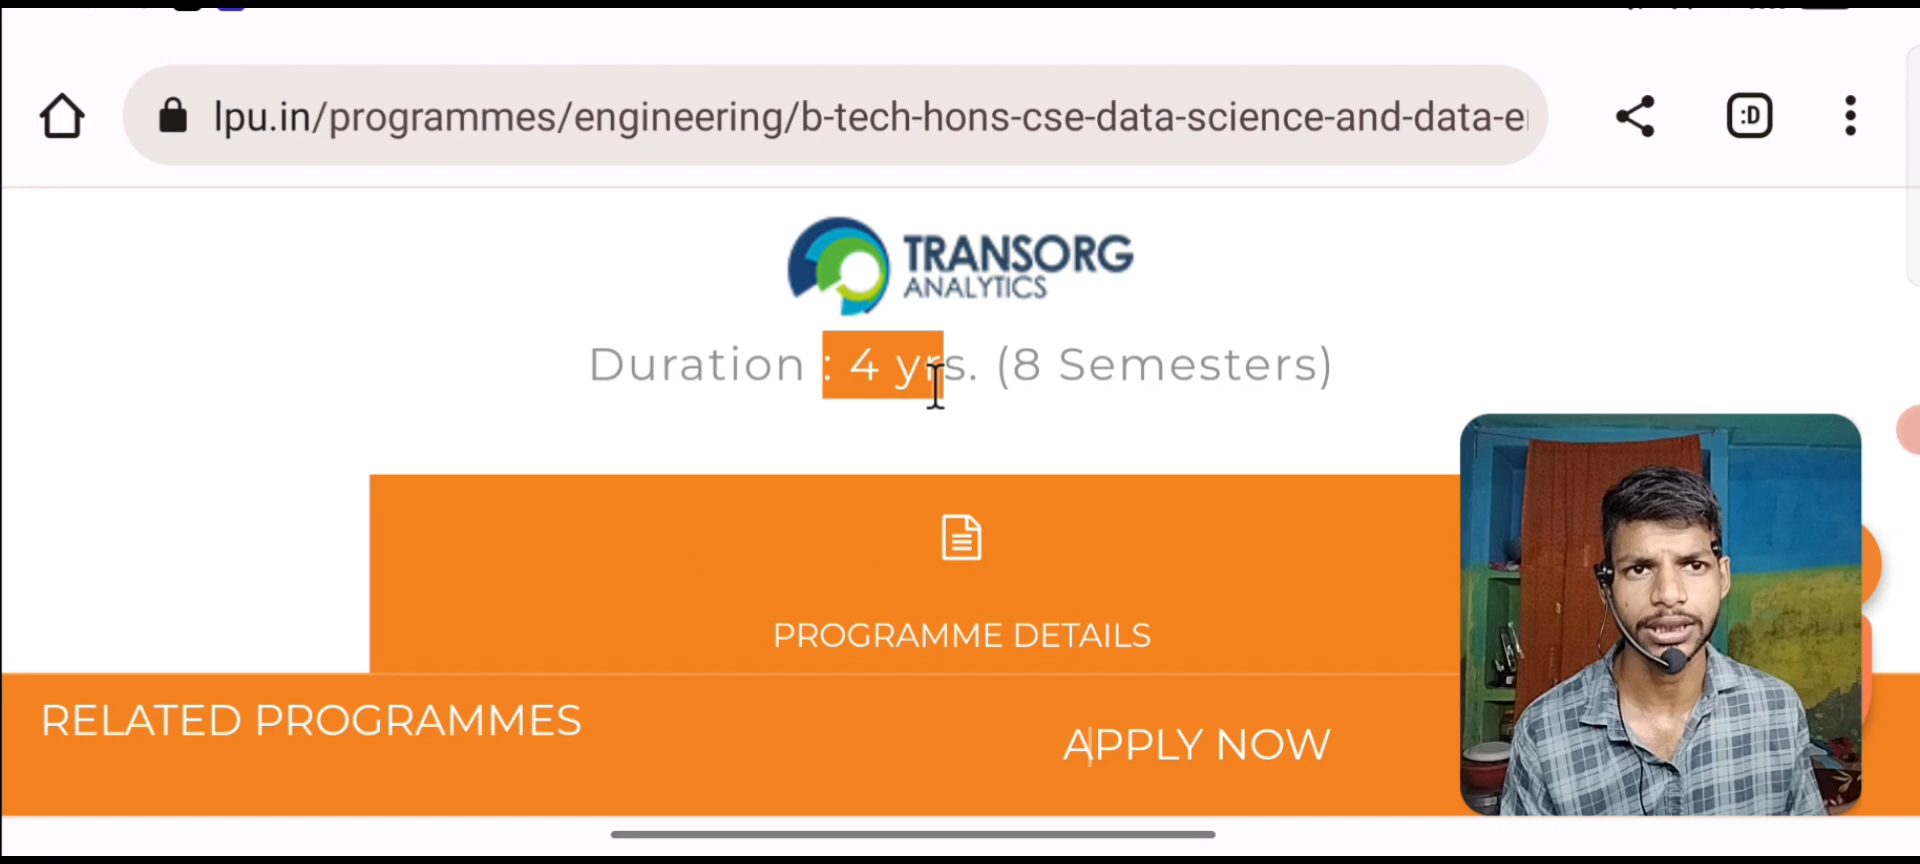 lpu.in/programmes/engineering/b-tech-hons-cse-data-science-and-data-e
:D
TRANSORG
ANALYTICS
Duration : 4 yrs. (8 Semesters)
PROGRAMME DETAILS
RELATED PROGRAMMES
APPLY NOW